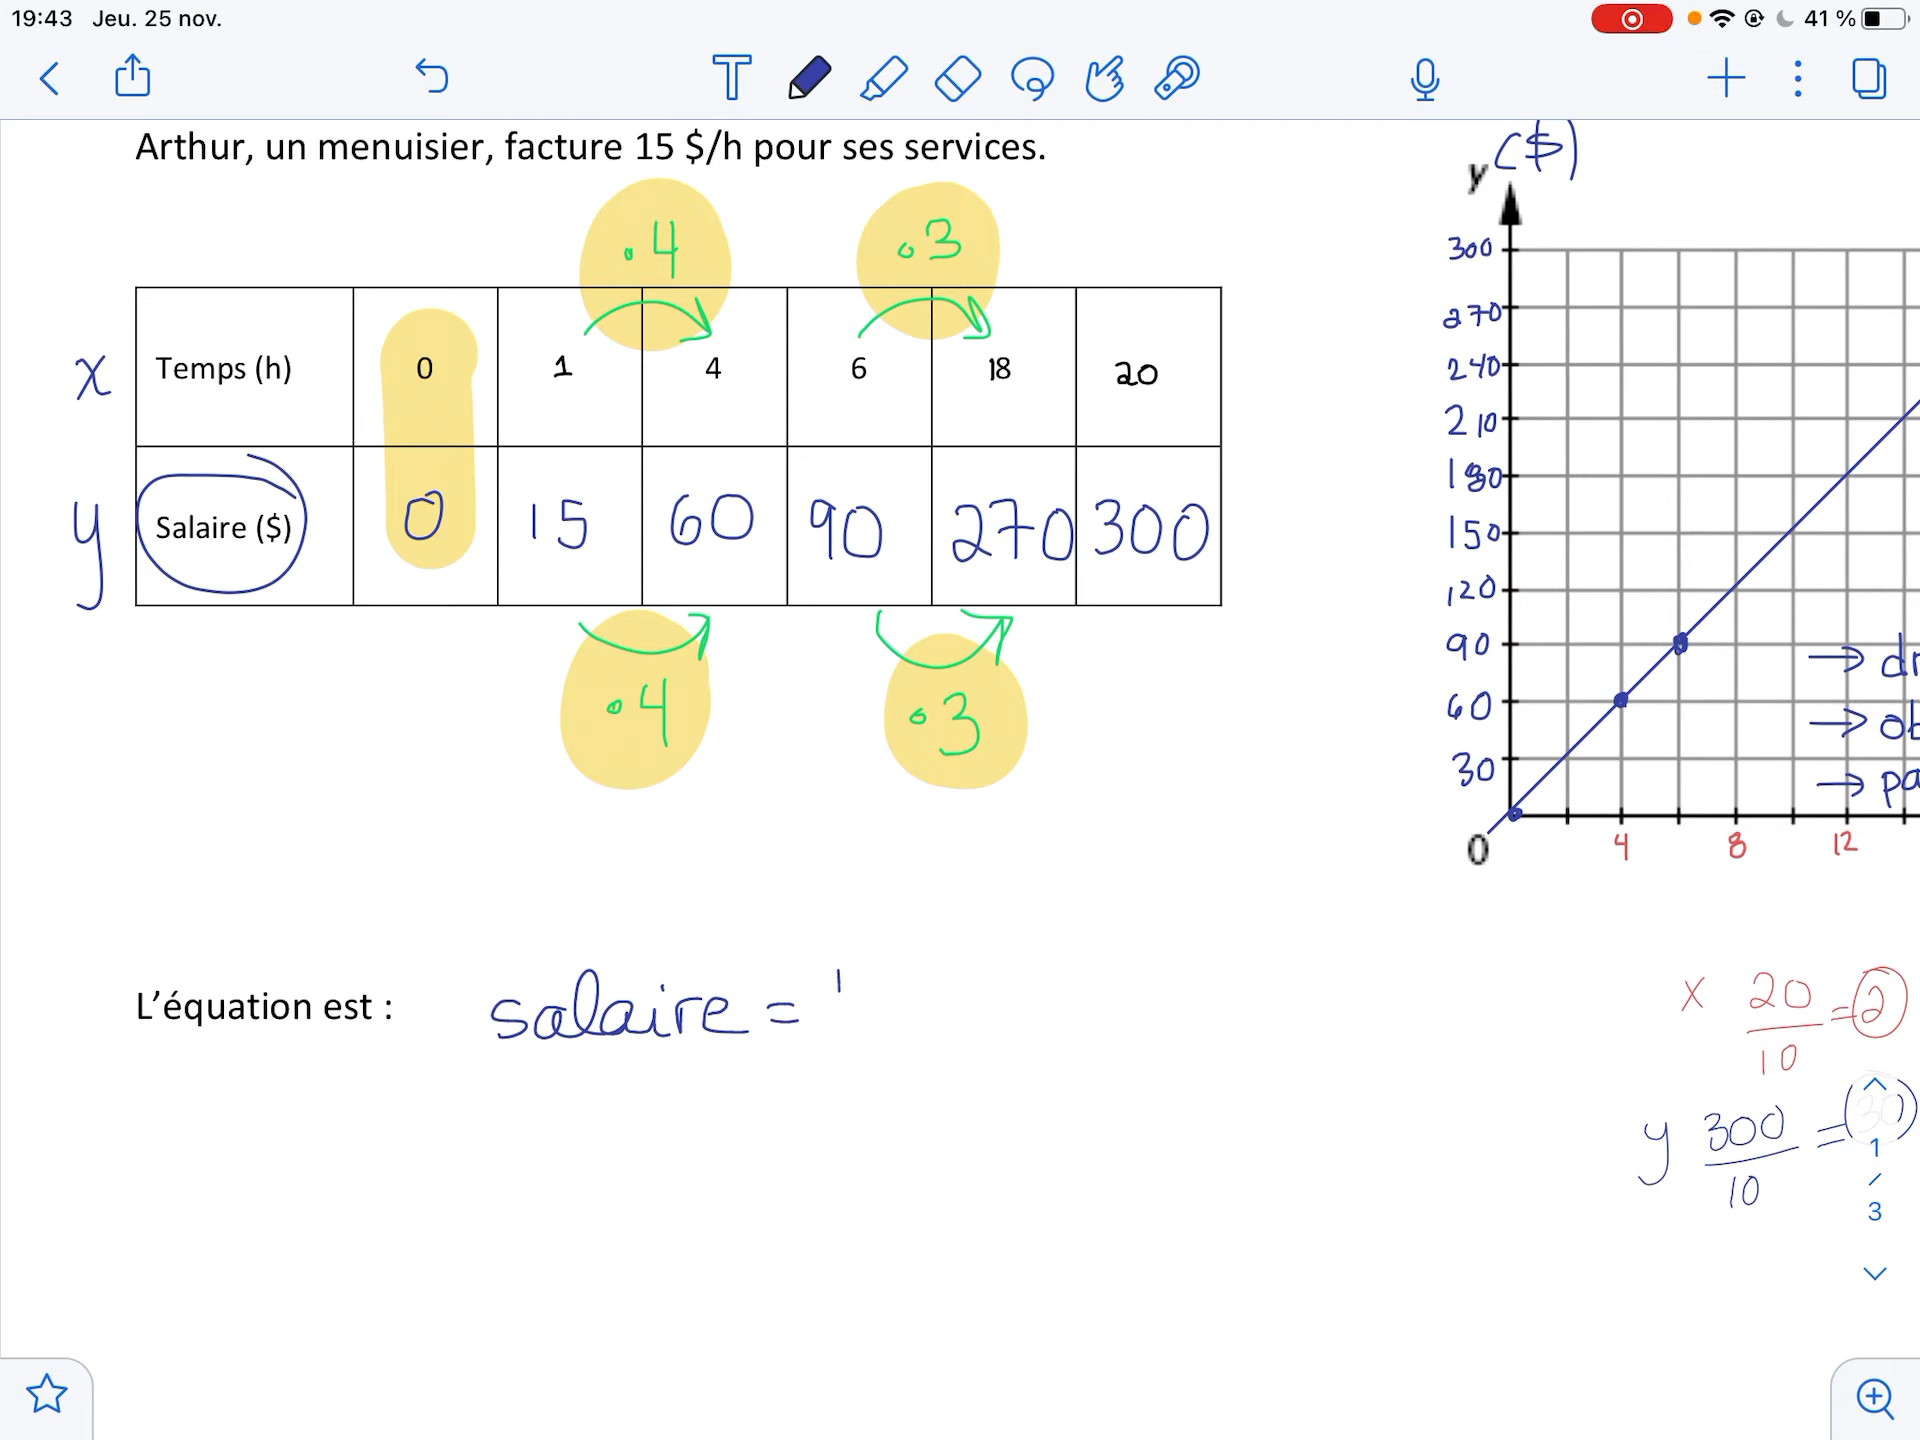 19:43 Jeu. 25 nov.
41 %
Arthur, un menuisier, facture 15 $/h pour ses services.
.4 .3
x Temps (h) 0 1 4 6 18 20
y Salaire ($) 0 15 60 90 270 300
.4 .3
y ($)
300
270
240
210
180
150
120
90
60
30
0 4 8 12
→ dr
→ ob
→ pa
L'équation est : salaire = '
x 20/10 = 2
y 300/10 = 30
1
/
3